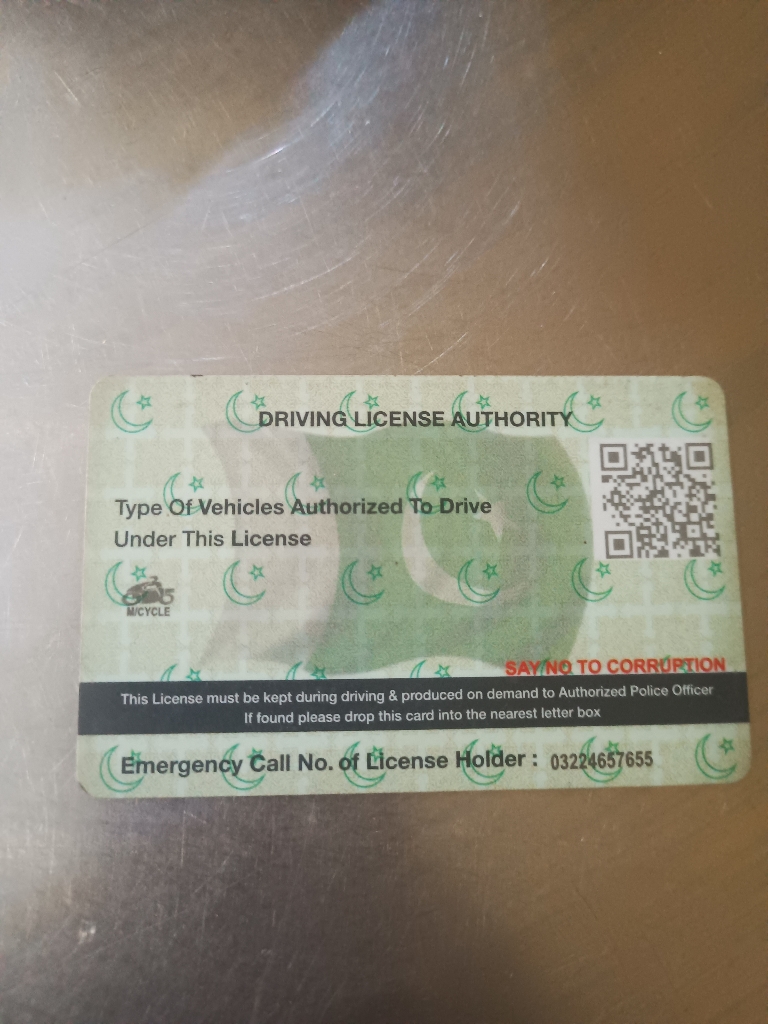 DRIVING LICENSE AUTHORITY
Type Of Vehicles Authorized To Drive
Under This License
M/CYCLE
SAY NO TO CORRUPTION
This License must be kept during driving & produced on demand to Authorized Police Officer
If found please drop this card into the nearest letter box
Emergency Call No. of License Holder : 03224657655